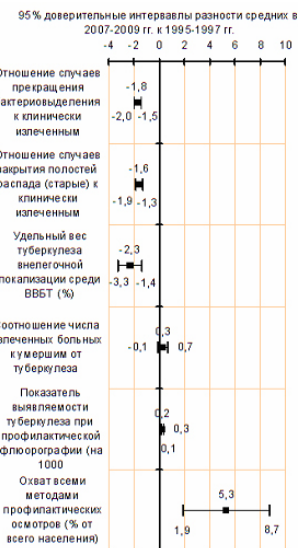 95% доверительные интервавлы разности средних в
2007-2009 гг. к 1995-1997 гг.
-4 -2 0 2 4 6 8 10
Отношение случаев
прекращения
бактериовыделения
к клинически
излеченным
-1,8
-2,0 -1,5
Отношение случаев
закрытия полостей
распада (старые) к
клинически
излеченным
-1,6
-1,9 -1,3
Удельный вес
туберкулеза
внелегочной
локализации среди
ВВБТ (%)
-2,3
-3,3 -1,4
Соотношение числа
излеченных больных
к умершим от
туберкулеза
0,3
-0,1 0,7
Показатель
выявляемости
туберкулеза при
профилактической
флюорографии (на
1000
0,2
0,3
0,1
Охват всеми
методами
профилактических
осмотров (% от
всего населения)
5,3
1,9 8,7